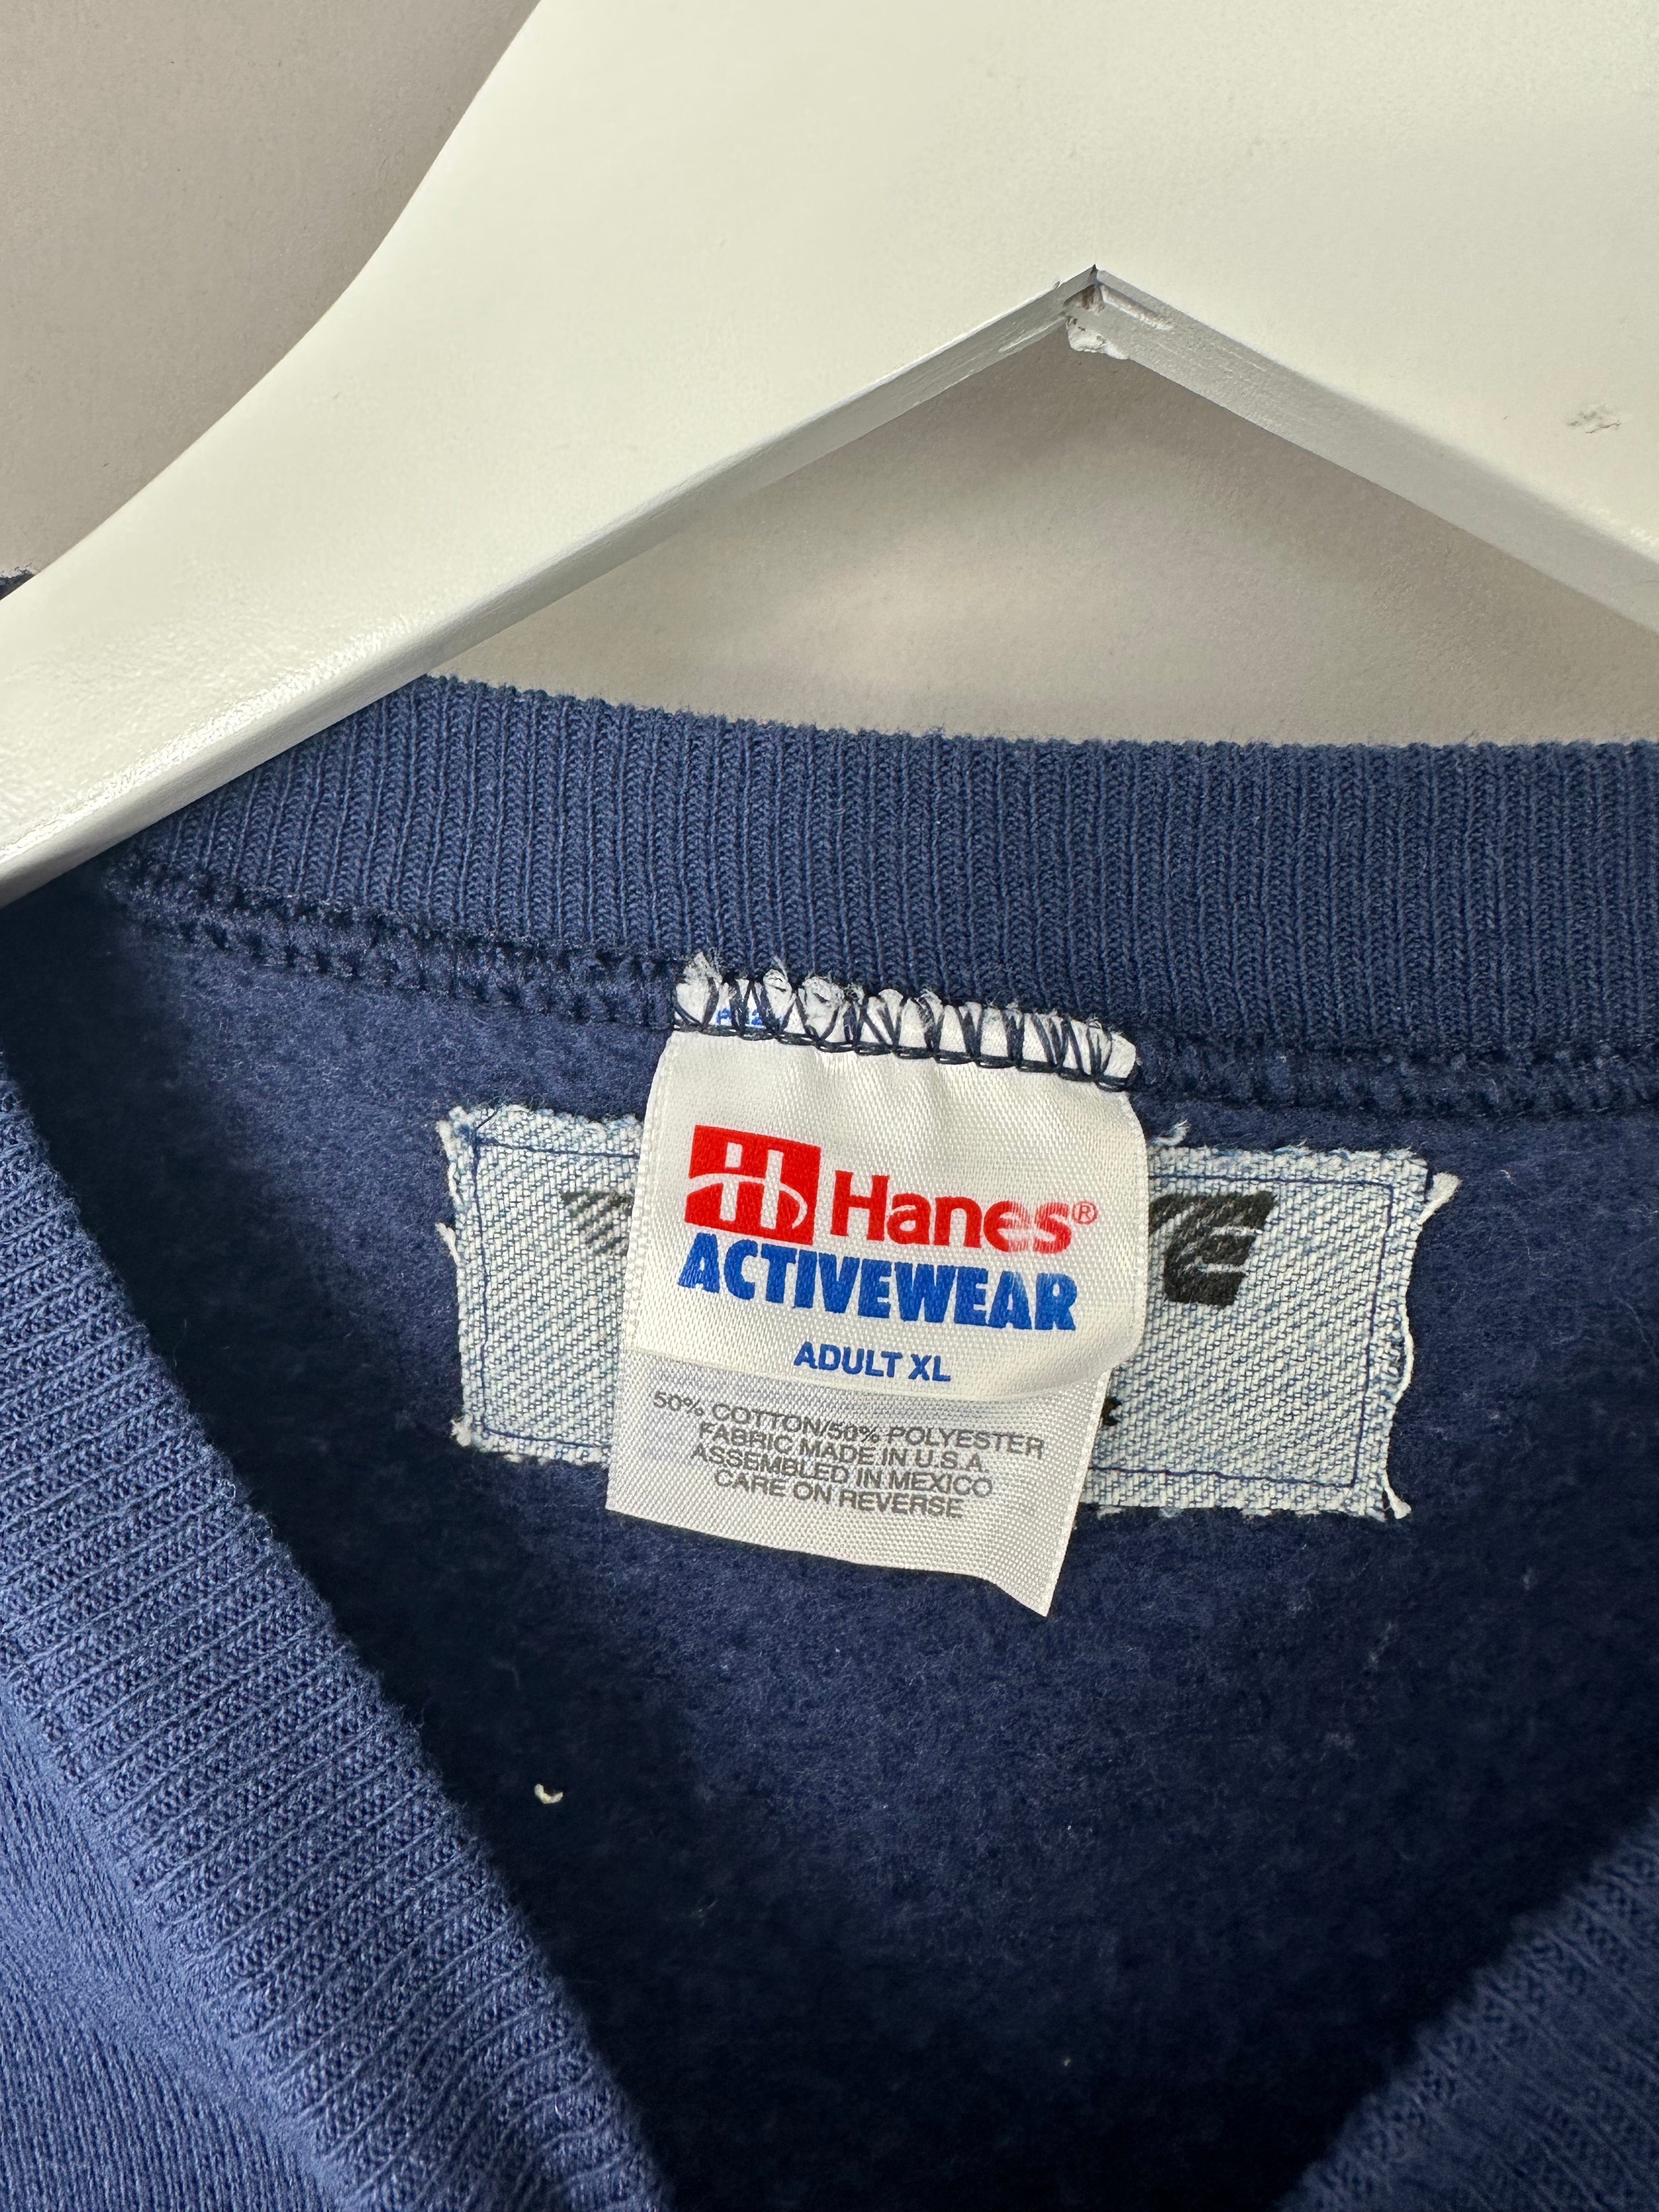 Hanes®
ACTIVEWEAR
ADULT XL
50% COTTON/50% POLYESTER
FABRIC MADE IN U.S.A.
ASSEMBLED IN MEXICO
CARE ON REVERSE